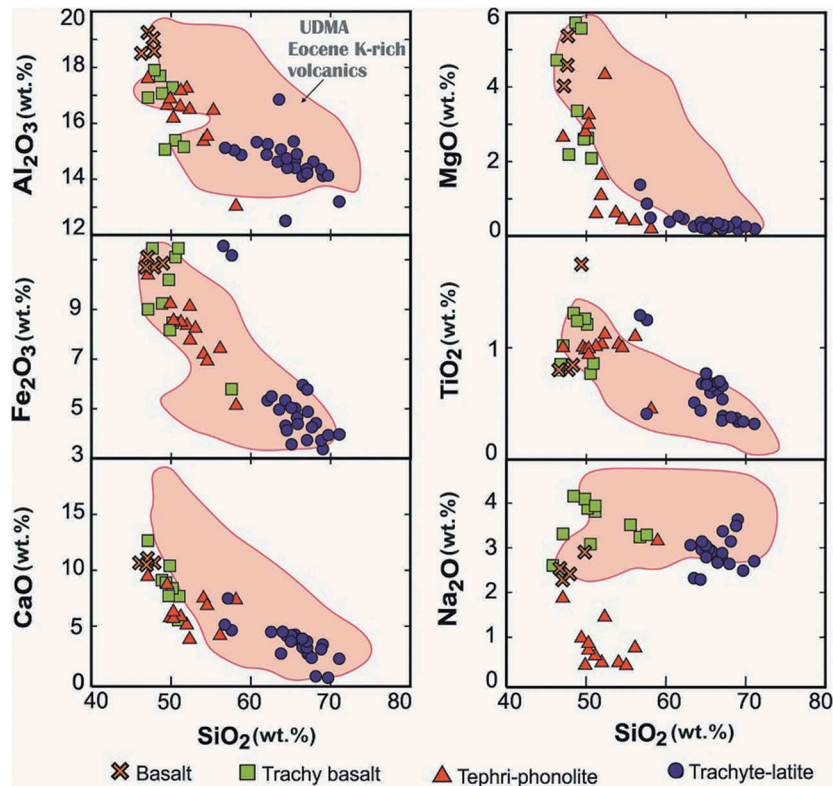 20
18
16
14
12
Al₂O₃ (wt.%)
UDMA
Eocene K-rich
volcanics
6
4
2
0
MgO (wt.%)
9
7
5
3
Fe₂O₃ (wt.%)
1
0
TiO₂ (wt.%)
15
10
5
0
CaO (wt.%)
4
3
2
1
0
Na₂O (wt.%)
40 50 60 70 80
SiO₂ (wt.%)
40 50 60 70 80
SiO₂ (wt.%)
Basalt Trachy basalt Tephri-phonolite Trachyte-latite